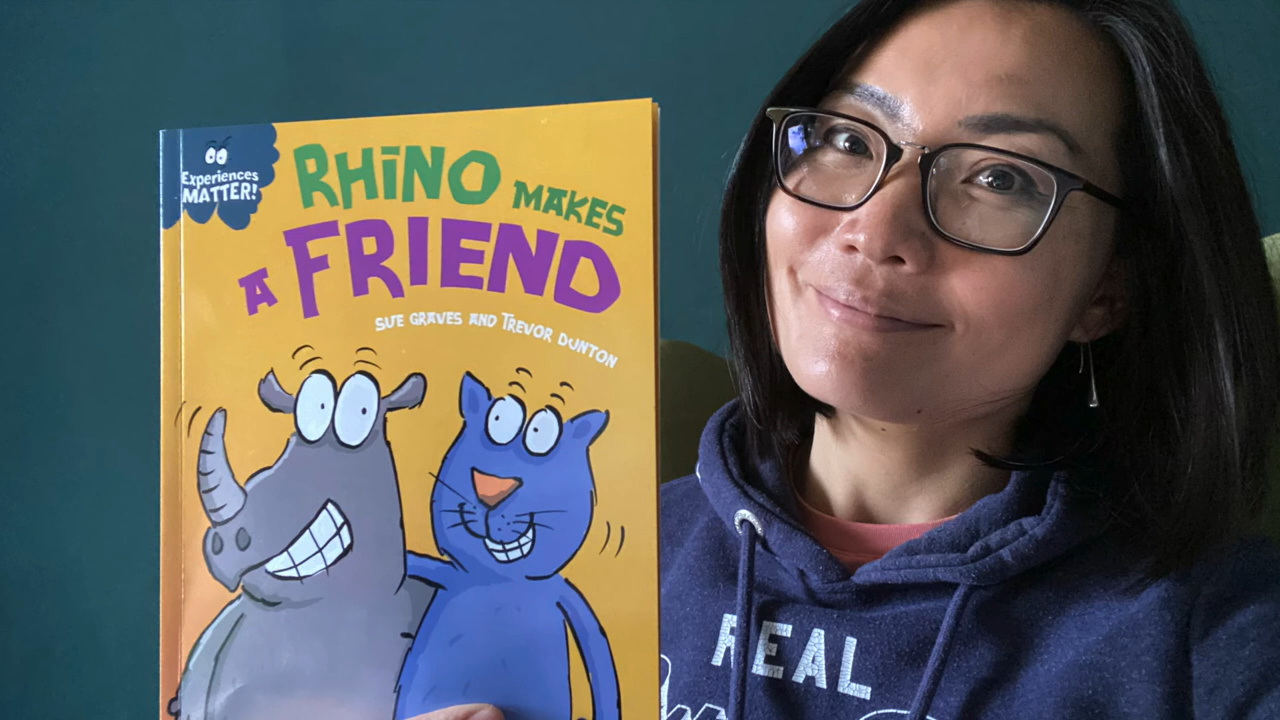 Experiences
MATTER!
RHiNO MAKES
A FRIEND
SUE GRAVES AND TREVOR DUNTON
REAL